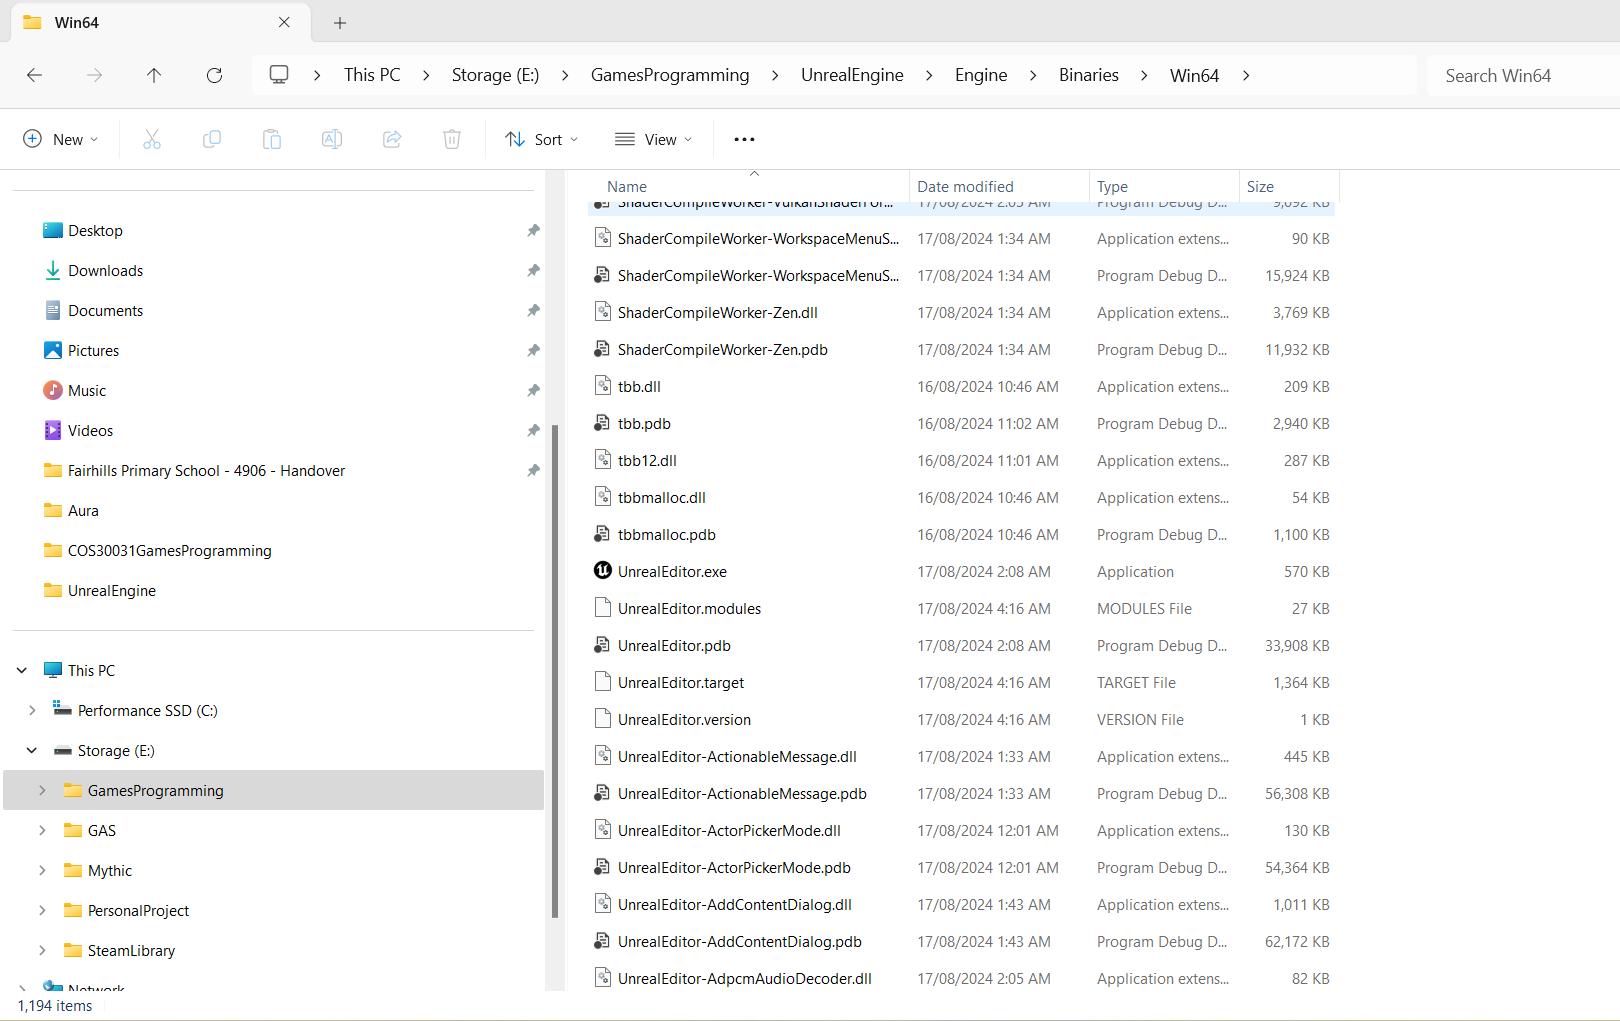 Win64
This PC > Storage (E:) > GamesProgramming > UnrealEngine > Engine > Binaries > Win64 >
Search Win64
New
Sort
View
Desktop
Downloads
Documents
Pictures
Music
Videos
Fairhills Primary School - 4906 - Handover
Aura
COS30031GamesProgramming
UnrealEngine
This PC
Performance SSD (C:)
Storage (E:)
GamesProgramming
GAS
Mythic
PersonalProject
SteamLibrary
Network
1,194 items
Name Date modified Type Size
17/08/2024 2:05 AM Program Debug D... 9,092 KB
ShaderCompileWorker-WorkspaceMenuS... 17/08/2024 1:34 AM Application extens... 90 KB
ShaderCompileWorker-WorkspaceMenuS... 17/08/2024 1:34 AM Program Debug D... 15,924 KB
ShaderCompileWorker-Zen.dll 17/08/2024 1:34 AM Application extens... 3,769 KB
ShaderCompileWorker-Zen.pdb 17/08/2024 1:34 AM Program Debug D... 11,932 KB
tbb.dll 16/08/2024 10:46 AM Application extens... 209 KB
tbb.pdb 16/08/2024 11:02 AM Program Debug D... 2,940 KB
tbb12.dll 16/08/2024 11:01 AM Application extens... 287 KB
tbbmalloc.dll 16/08/2024 10:46 AM Application extens... 54 KB
tbbmalloc.pdb 16/08/2024 10:46 AM Program Debug D... 1,100 KB
UnrealEditor.exe 17/08/2024 2:08 AM Application 570 KB
UnrealEditor.modules 17/08/2024 4:16 AM MODULES File 27 KB
UnrealEditor.pdb 17/08/2024 2:08 AM Program Debug D... 33,908 KB
UnrealEditor.target 17/08/2024 4:16 AM TARGET File 1,364 KB
UnrealEditor.version 17/08/2024 4:16 AM VERSION File 1 KB
UnrealEditor-ActionableMessage.dll 17/08/2024 1:33 AM Application extens... 445 KB
UnrealEditor-ActionableMessage.pdb 17/08/2024 1:33 AM Program Debug D... 56,308 KB
UnrealEditor-ActorPickerMode.dll 17/08/2024 12:01 AM Application extens... 130 KB
UnrealEditor-ActorPickerMode.pdb 17/08/2024 12:01 AM Program Debug D... 54,364 KB
UnrealEditor-AddContentDialog.dll 17/08/2024 1:43 AM Application extens... 1,011 KB
UnrealEditor-AddContentDialog.pdb 17/08/2024 1:43 AM Program Debug D... 62,172 KB
UnrealEditor-AdpcmAudioDecoder.dll 17/08/2024 2:05 AM Application extens... 82 KB